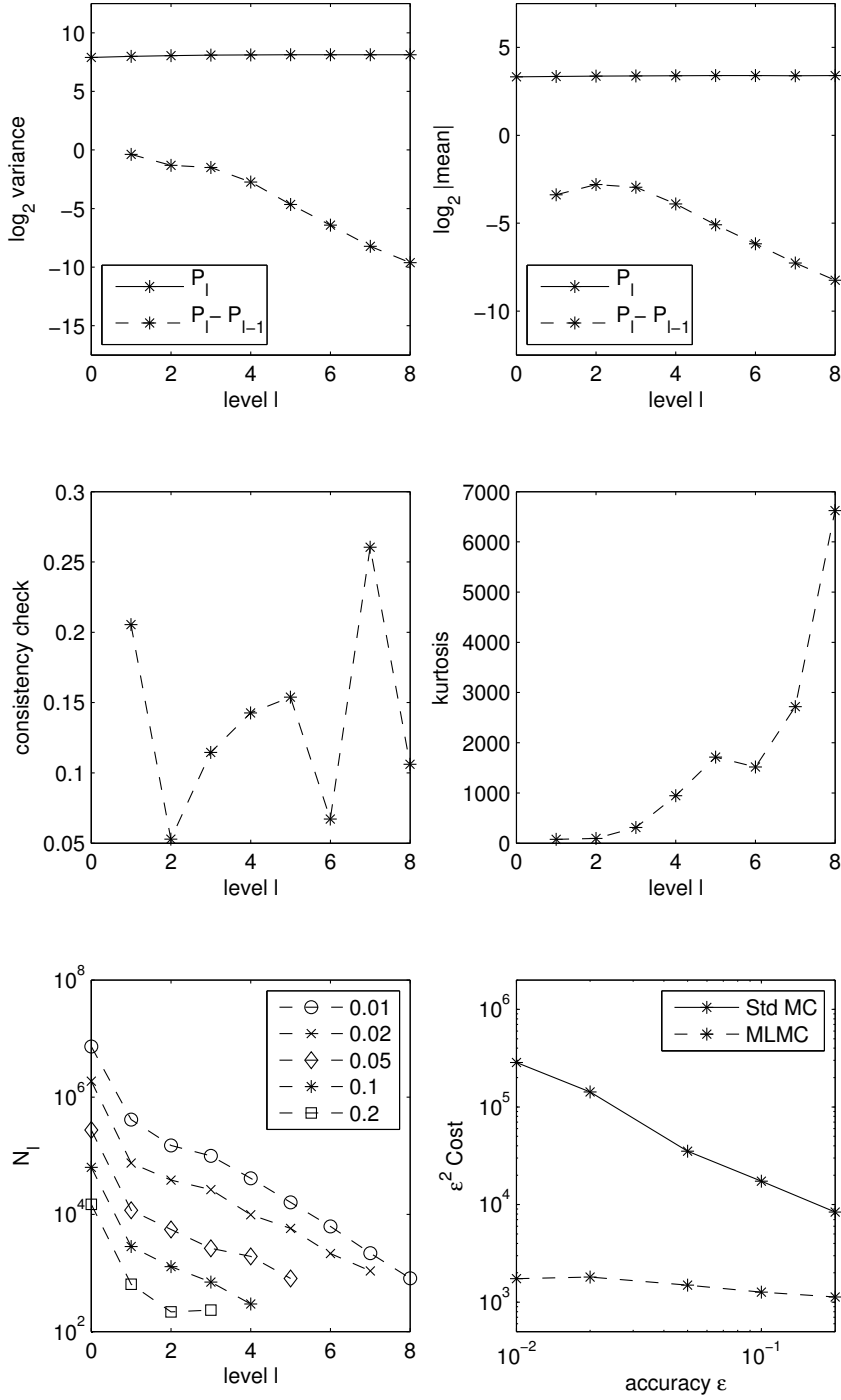 10
5
0
−5
−10
−15
log2 variance
P_l
P_l − P_l−1
0 2 4 6 8
level l
5
0
−5
−10
log2 |mean|
P_l
P_l − P_l−1
0 2 4 6 8
level l
0.3
0.25
0.2
0.15
0.1
0.05
consistency check
0 2 4 6 8
level l
7000
6000
5000
4000
3000
2000
1000
0
kurtosis
0 2 4 6 8
level l
10^8
10^6
10^4
10^2
N_l
0.01
0.02
0.05
0.1
0.2
0 2 4 6 8
level l
10^6
10^5
10^4
10^3
ε^2 Cost
Std MC
MLMC
10^−2 10^−1
accuracy ε